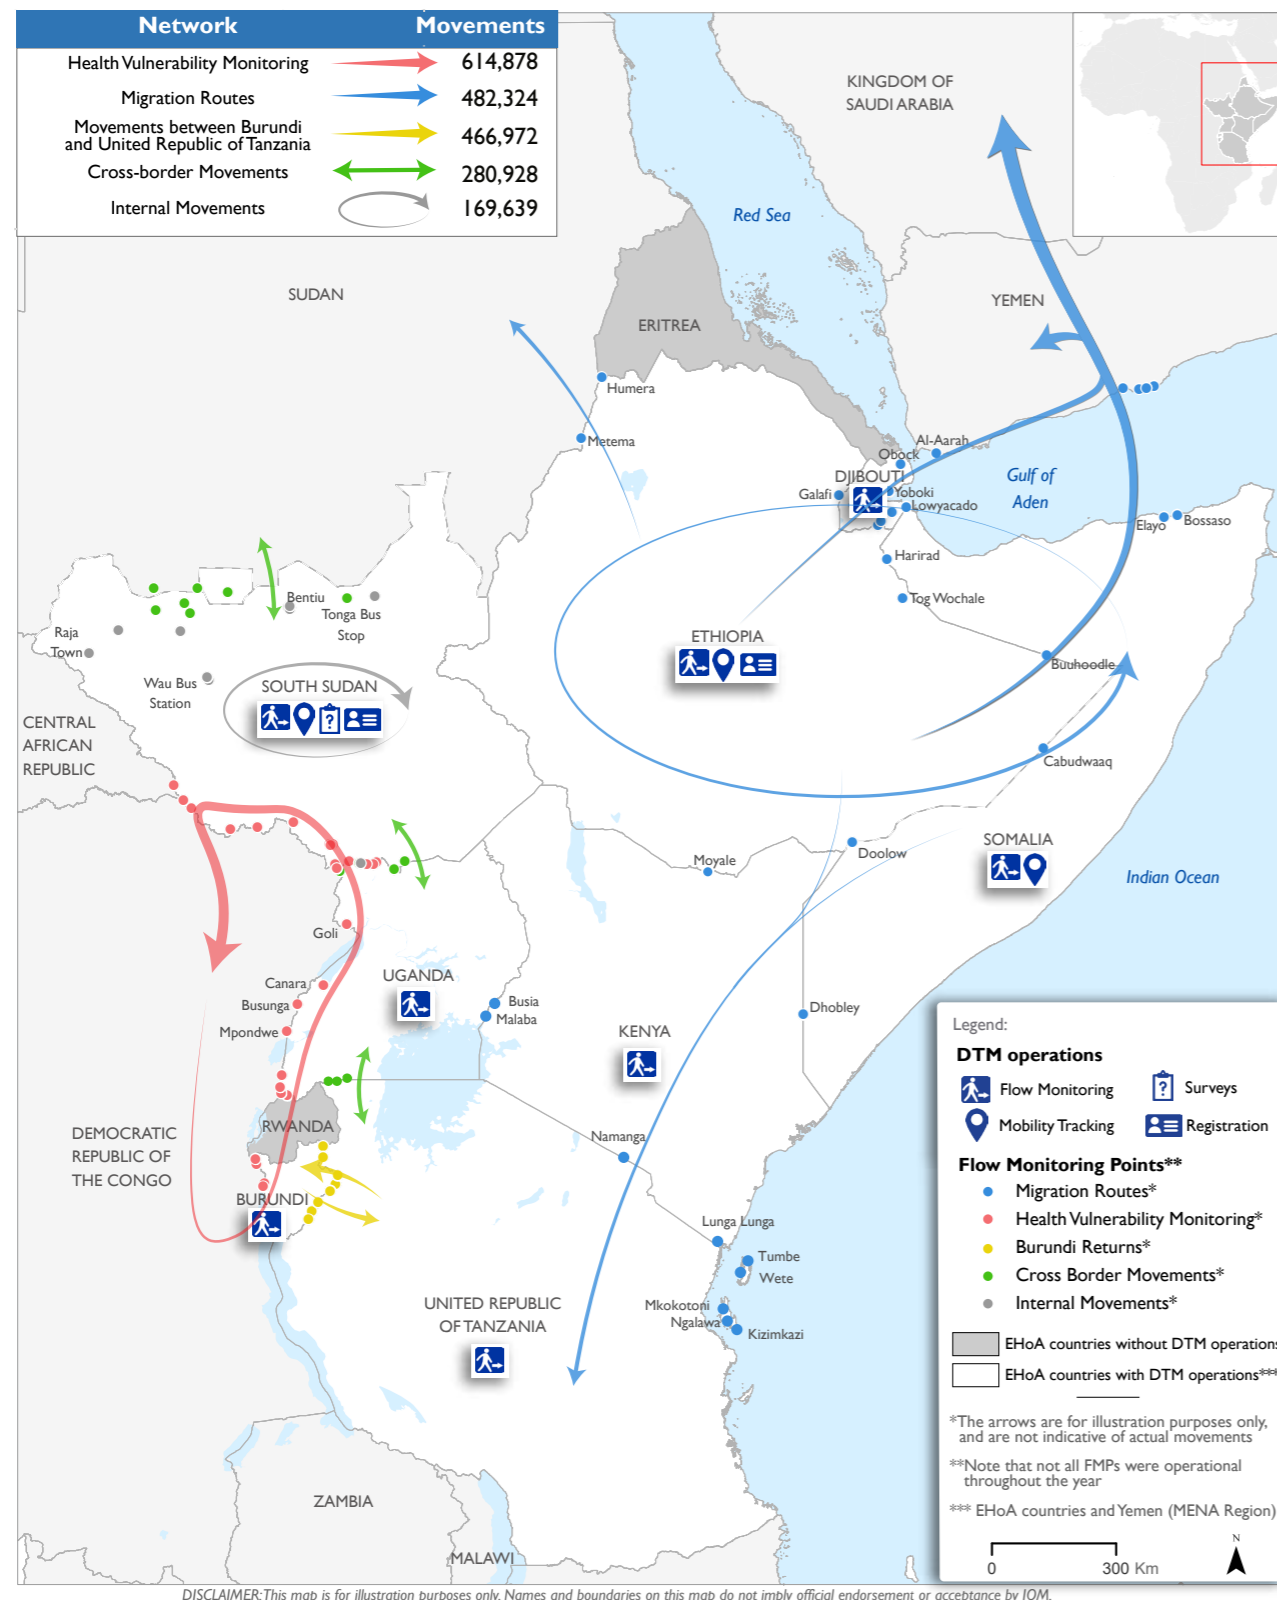 Network Movements
Health Vulnerability Monitoring 614,878
Migration Routes 482,324
Movements between Burundi
and United Republic of Tanzania 466,972
Cross-border Movements 280,928
Internal Movements 169,639
KINGDOM OF
SAUDI ARABIA
Red Sea
SUDAN
YEMEN
ERITREA
Humera
Metema
Al-Aarah
Obock
DJIBOUTI
Galafi
Yoboki
Lowyacado
Gulf of
Aden
Elayo
Bossaso
Harirad
Tog Wochale
Bentiu
Tonga Bus
Stop
Raja
Town
Wau Bus
Station
SOUTH SUDAN
ETHIOPIA
Buuhoodle
CENTRAL
AFRICAN
REPUBLIC
Cabudwaaq
SOMALIA
Moyale
Doolow
Indian Ocean
Goli
UGANDA
Canara
Busunga
Mpondwe
Busia
Malaba
KENYA
Dhobley
RWANDA
DEMOCRATIC
REPUBLIC OF
THE CONGO
Namanga
BURUNDI
Lunga Lunga
Tumbe
Wete
UNITED REPUBLIC
OF TANZANIA
Mkokotoni
Ngalawa
Kizimkazi
ZAMBIA
MALAWI
Legend:
DTM operations
Flow Monitoring
Surveys
Mobility Tracking
Registration
Flow Monitoring Points**
Migration Routes*
Health Vulnerability Monitoring*
Burundi Returns*
Cross Border Movements*
Internal Movements*
EHoA countries without DTM operations
EHoA countries with DTM operations***
*The arrows are for illustration purposes only,
and are not indicative of actual movements
**Note that not all FMPs were operational
throughout the year
*** EHoA countries and Yemen (MENA Region)
N
0 300 Km
DISCLAIMER: This map is for illustration purposes only. Names and boundaries on this map do not imply official endorsement or acceptance by IOM.